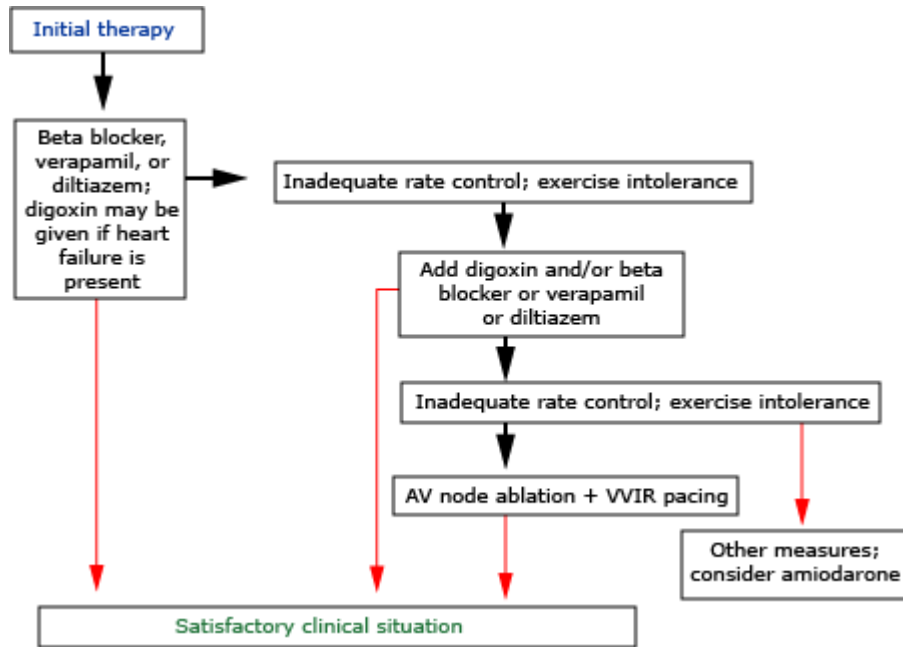 Initial therapy
Beta blocker,
verapamil, or
diltiazem;
digoxin may be
given if heart
failure is
present
Inadequate rate control; exercise intolerance
Add digoxin and/or beta
blocker or verapamil
or diltiazem
Inadequate rate control; exercise intolerance
AV node ablation + VVIR pacing
Other measures;
consider amiodarone
Satisfactory clinical situation